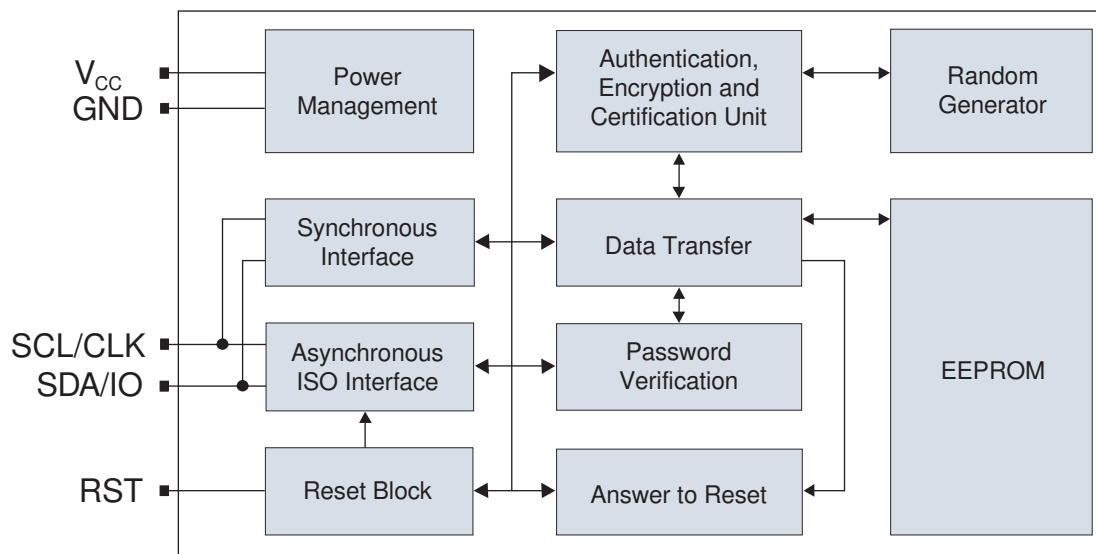 V_CC
GND
Power
Management
Authentication,
Encryption and
Certification Unit
Random
Generator
Synchronous
Interface
Data Transfer
SCL/CLK
SDA/IO
Asynchronous
ISO Interface
Password
Verification
EEPROM
RST
Reset Block
Answer to Reset